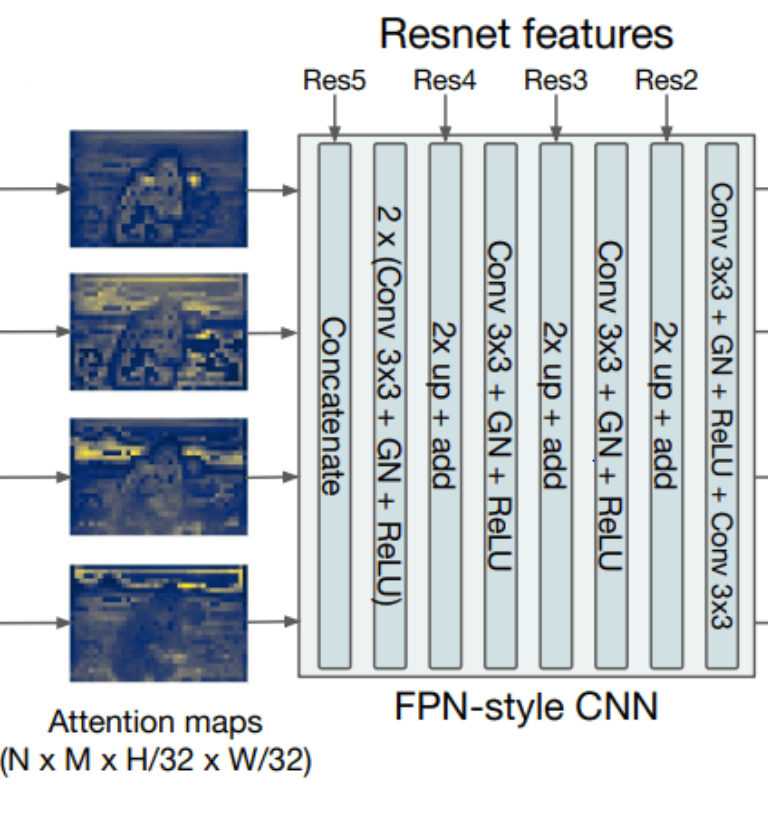 Resnet features
Res5
Res4
Res3
Res2
Concatenate
2 x (Conv 3x3 + GN + ReLU)
2x up + add
Conv 3x3 + GN + ReLU
2x up + add
Conv 3x3 + GN + ReLU
2x up + add
Conv 3x3 + GN + ReLU + Conv 3x3
FPN-style CNN
Attention maps
(N x M x H/32 x W/32)